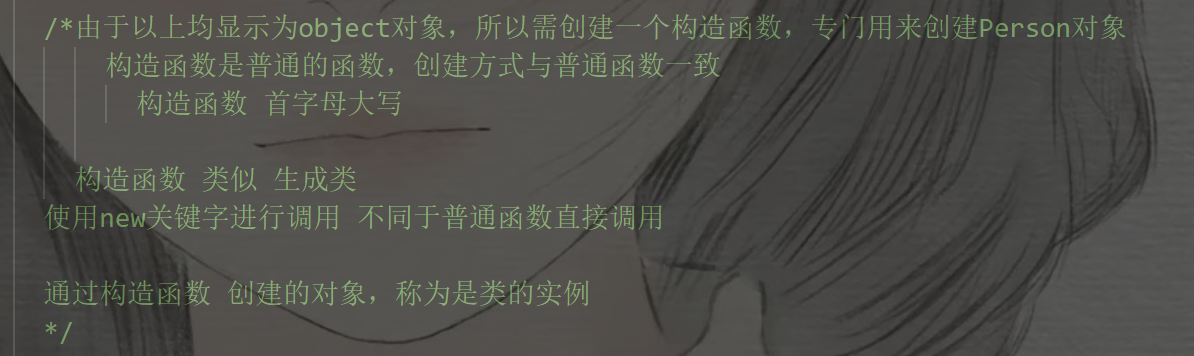 /*由于以上均显示为object对象，所以需创建一个构造函数，专门用来创建Person对象
构造函数是普通的函数，创建方式与普通函数一致
构造函数 首字母大写
构造函数 类似 生成类
使用new关键字进行调用 不同于普通函数直接调用
通过构造函数 创建的对象，称为是类的实例
*/